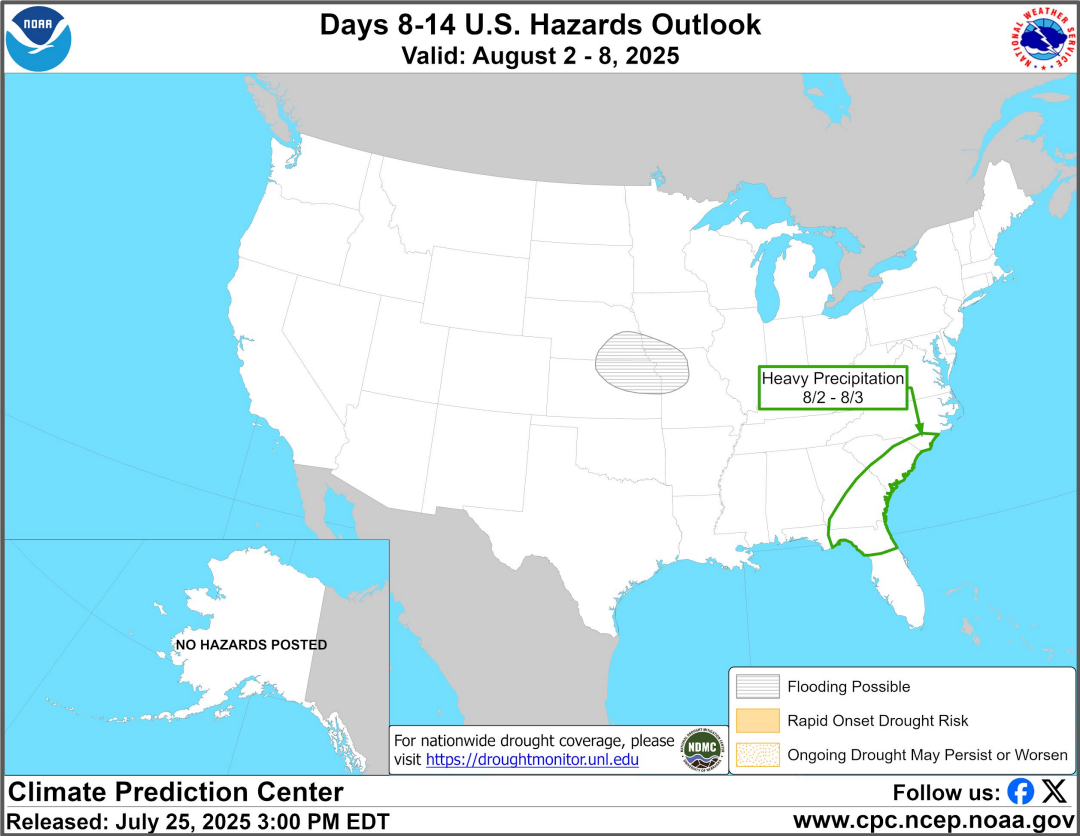 NOAA
Days 8-14 U.S. Hazards Outlook
Valid: August 2 - 8, 2025
NATIONAL WEATHER SERVICE
Heavy Precipitation
8/2 - 8/3
NO HAZARDS POSTED
Flooding Possible
Rapid Onset Drought Risk
Ongoing Drought May Persist or Worsen
For nationwide drought coverage, please
visit https://droughtmonitor.unl.edu
NDMC
Climate Prediction Center
Released: July 25, 2025 3:00 PM EDT
Follow us:
www.cpc.ncep.noaa.gov